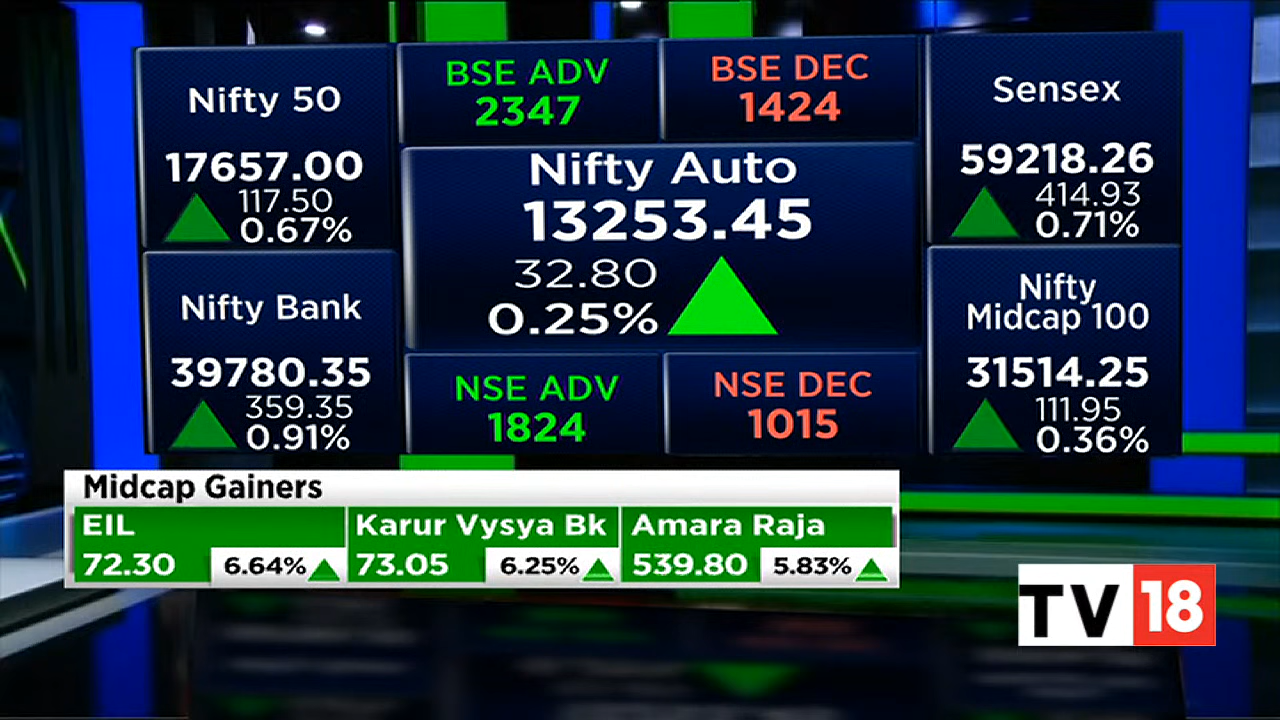 Nifty 50
17657.00
117.50
0.67%
BSE ADV
2347
BSE DEC
1424
Sensex
59218.26
414.93
0.71%
Nifty Auto
13253.45
32.80
0.25%
Nifty Bank
39780.35
359.35
0.91%
NSE ADV
1824
NSE DEC
1015
Nifty
Midcap 100
31514.25
111.95
0.36%
Midcap Gainers
EIL
72.30 6.64%
Karur Vysya Bk
73.05 6.25%
Amara Raja
539.80 5.83%
TV18